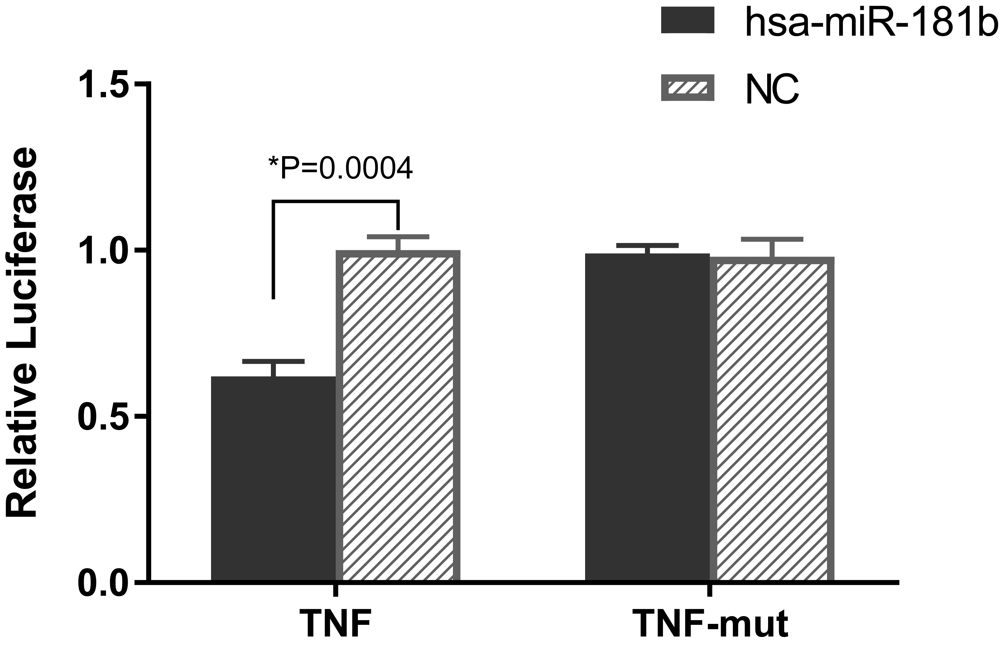 hsa-miR-181b
NC
Relative Luciferase
1.5
1.0
0.5
0.0
*P=0.0004
TNF
TNF-mut